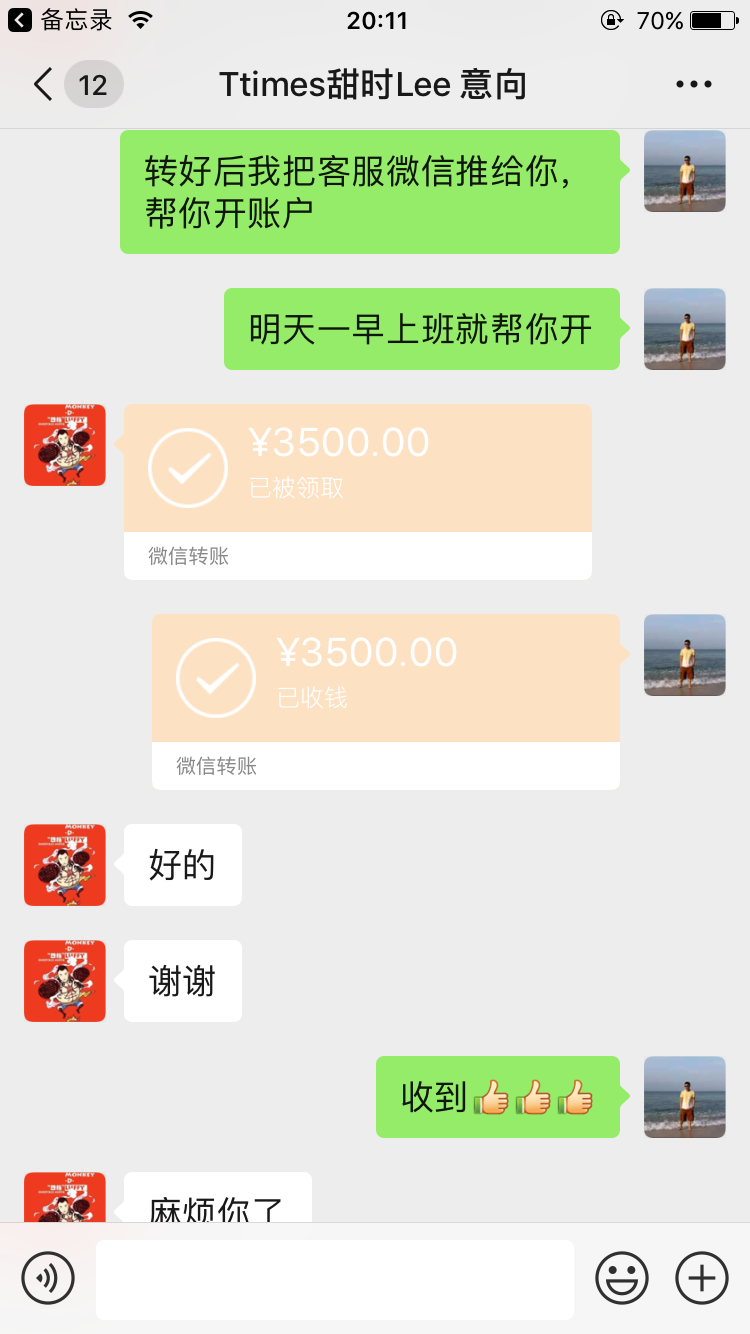 备忘录
20:11
70%
12
Ttimes甜时Lee 意向
转好后我把客服微信推给你，
帮你开账户
明天一早上班就帮你开
¥3500.00
已被领取
微信转账
¥3500.00
已收钱
微信转账
好的
谢谢
收到👍👍👍
麻烦你了